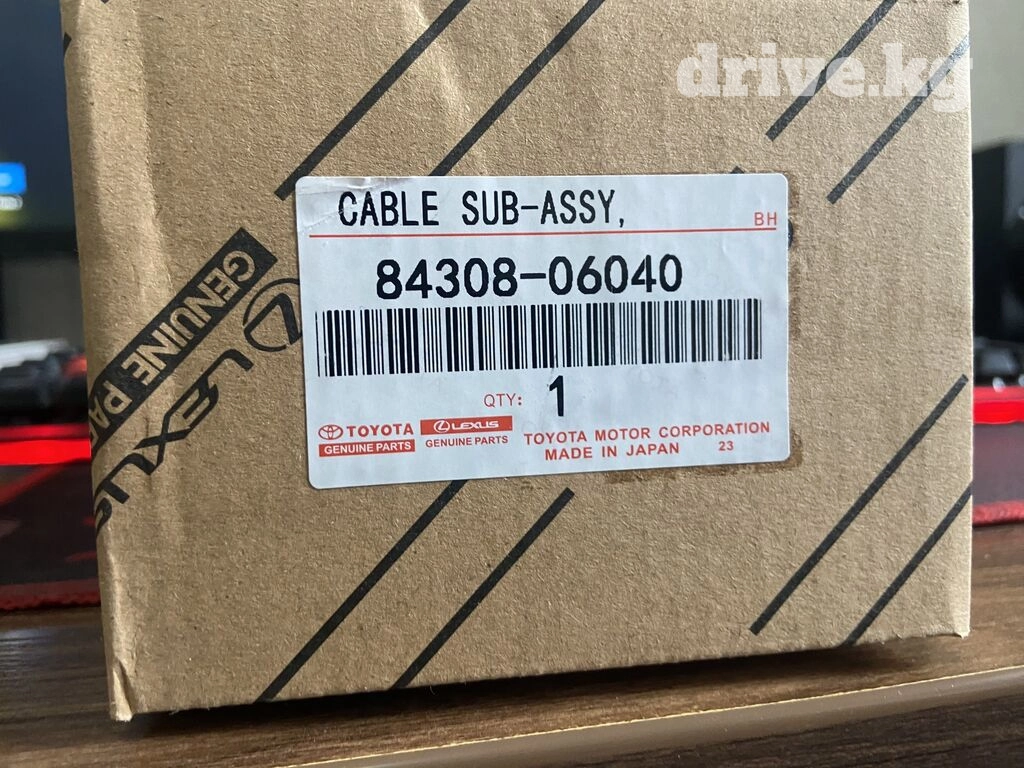 drive.kg
CABLE SUB-ASSY,
BH
84308-06040
QTY: 1
TOYOTA
GENUINE PARTS
LEXUS
GENUINE PARTS
TOYOTA MOTOR CORPORATION
MADE IN JAPAN 23
GENUINE PAR
LEXUS